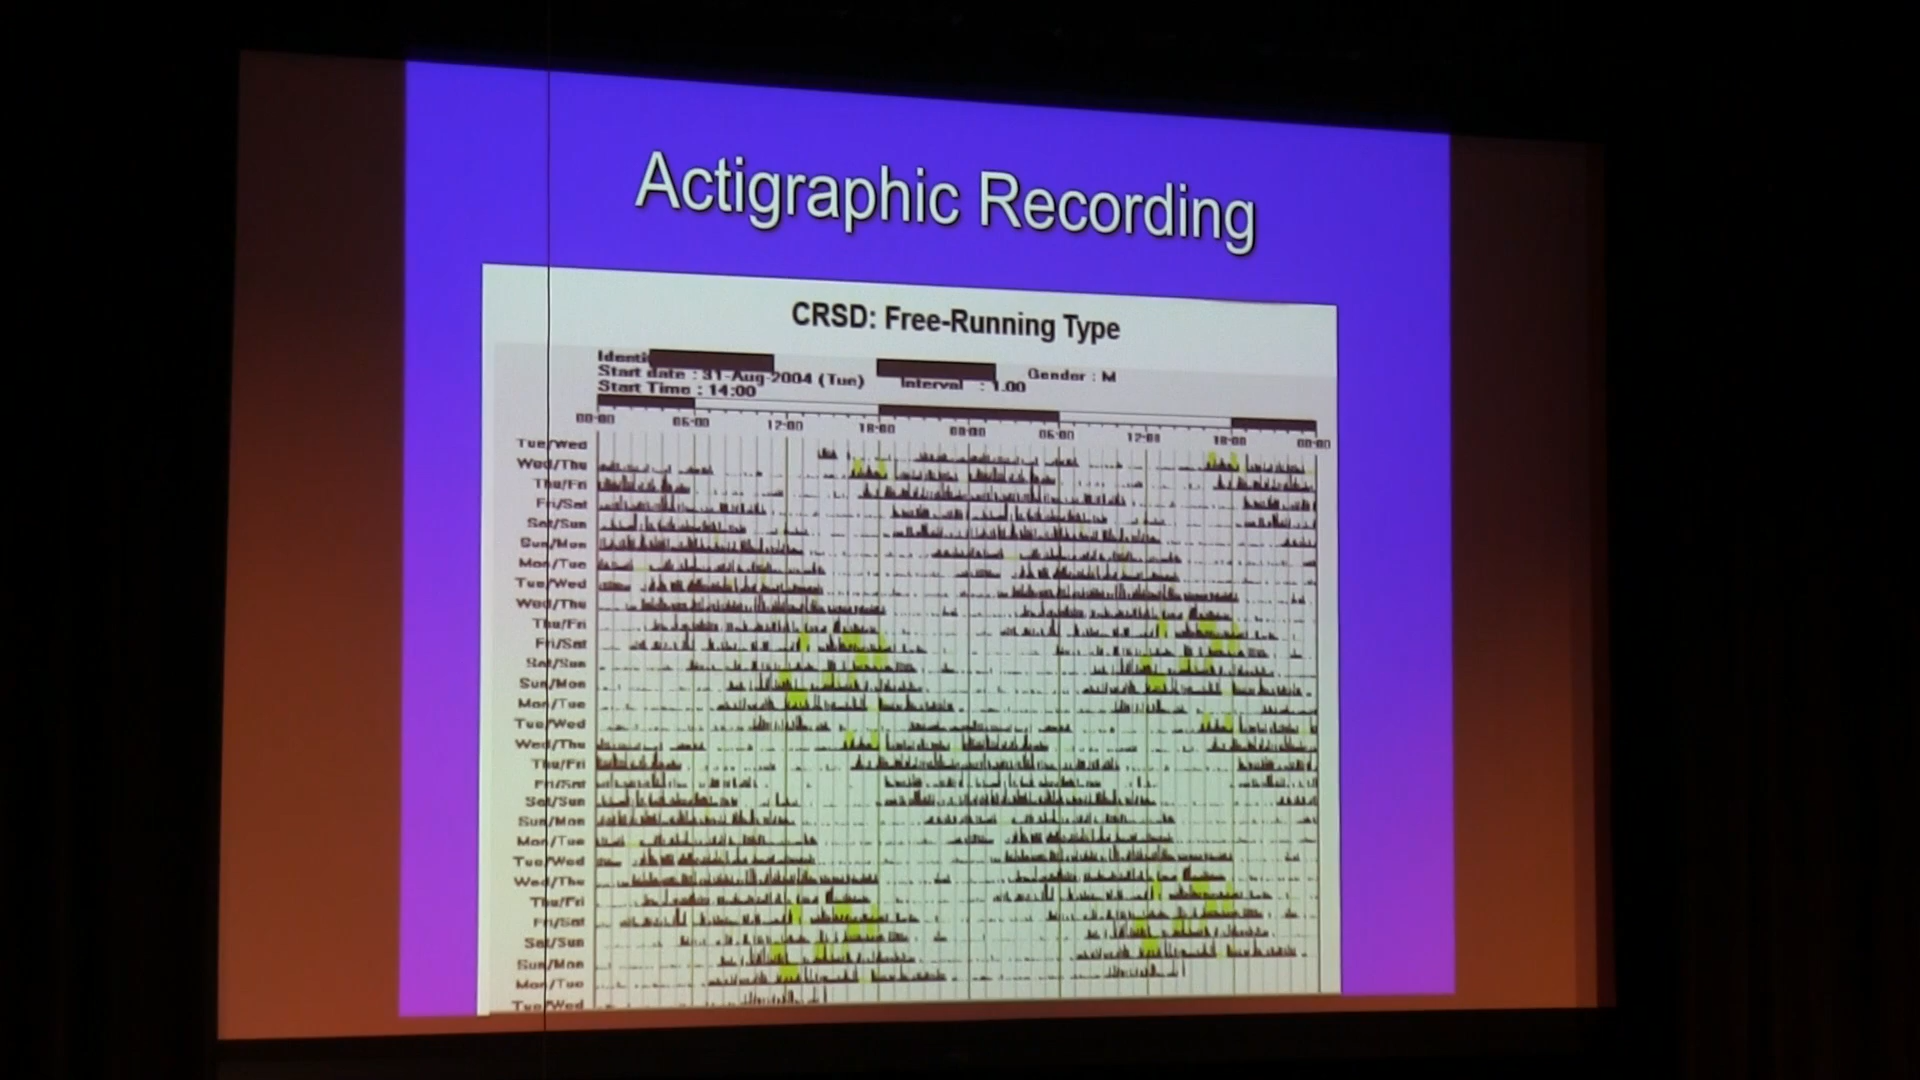 Actigraphic Recording
CRSD: Free-Running Type
Identi
Start date : 31-Aug-2004 (Tue) Interval : 1.00 Gender : M
Start Time : 14:00
00:00 06:00 12:00 18:00 00:00 06:00 12:00 18:00 00:00
Tue/Wed
Wed/Thu
Thu/Fri
Fri/Sat
Sat/Sun
Sun/Mon
Mon/Tue
Tue/Wed
Wed/Thu
Thu/Fri
Fri/Sat
Sat/Sun
Sun/Mon
Mon/Tue
Tue/Wed
Wed/Thu
Thu/Fri
Fri/Sat
Sat/Sun
Sun/Mon
Mon/Tue
Tue/Wed
Wed/Thu
Thu/Fri
Fri/Sat
Sat/Sun
Sun/Mon
Mon/Tue
Tue/Wed